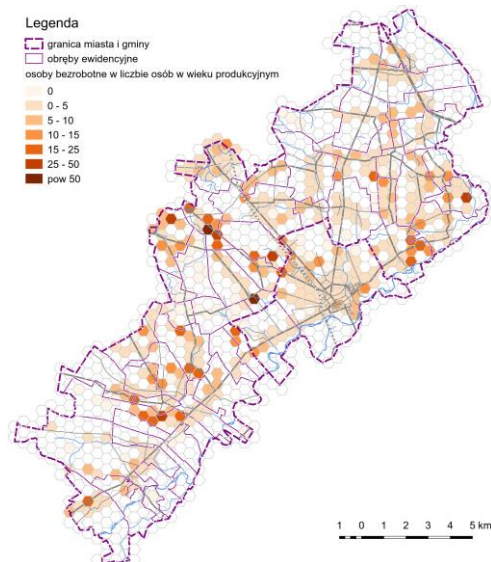 Legenda
granica miasta i gminy
obręby ewidencyjne
osoby bezrobotne w liczbie osób w wieku produkcyjnym
0
0 - 5
5 - 10
10 - 15
15 - 25
25 - 50
pow 50
1 0 1 2 3 4 5 km